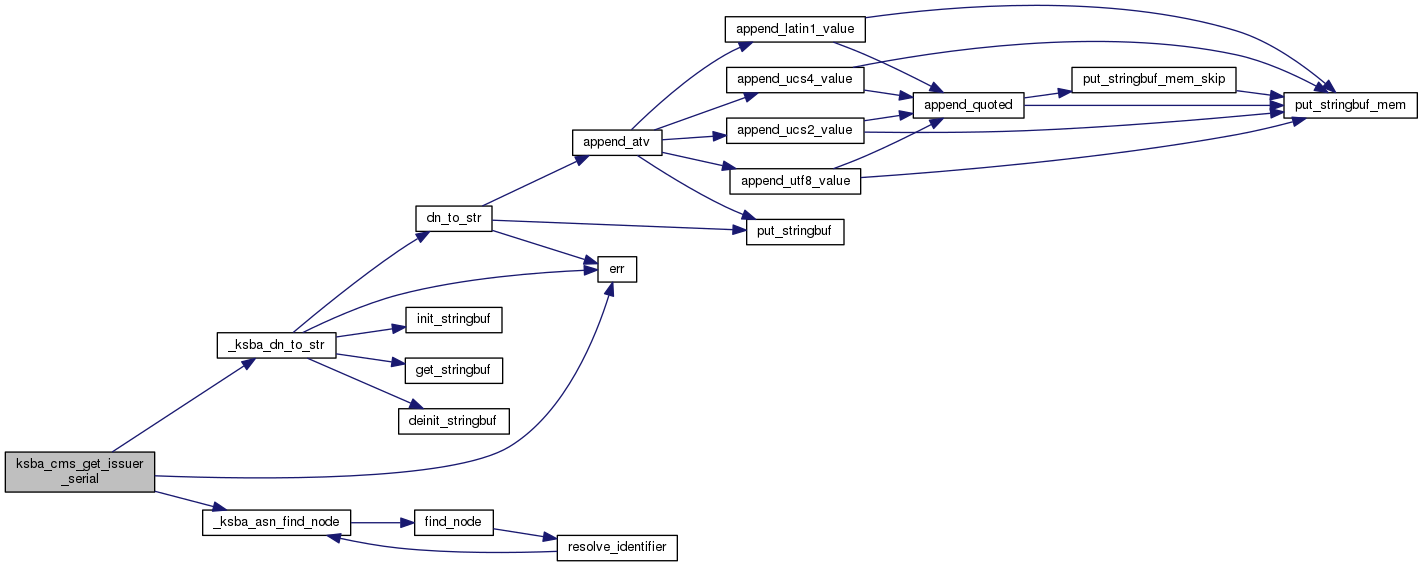 append_latin1_value
append_ucs4_value
put_stringbuf_mem_skip
append_quoted
put_stringbuf_mem
append_ucs2_value
append_atv
append_utf8_value
dn_to_str
put_stringbuf
err
init_stringbuf
_ksba_dn_to_str
get_stringbuf
deinit_stringbuf
ksba_cms_get_issuer
_serial
_ksba_asn_find_node
find_node
resolve_identifier